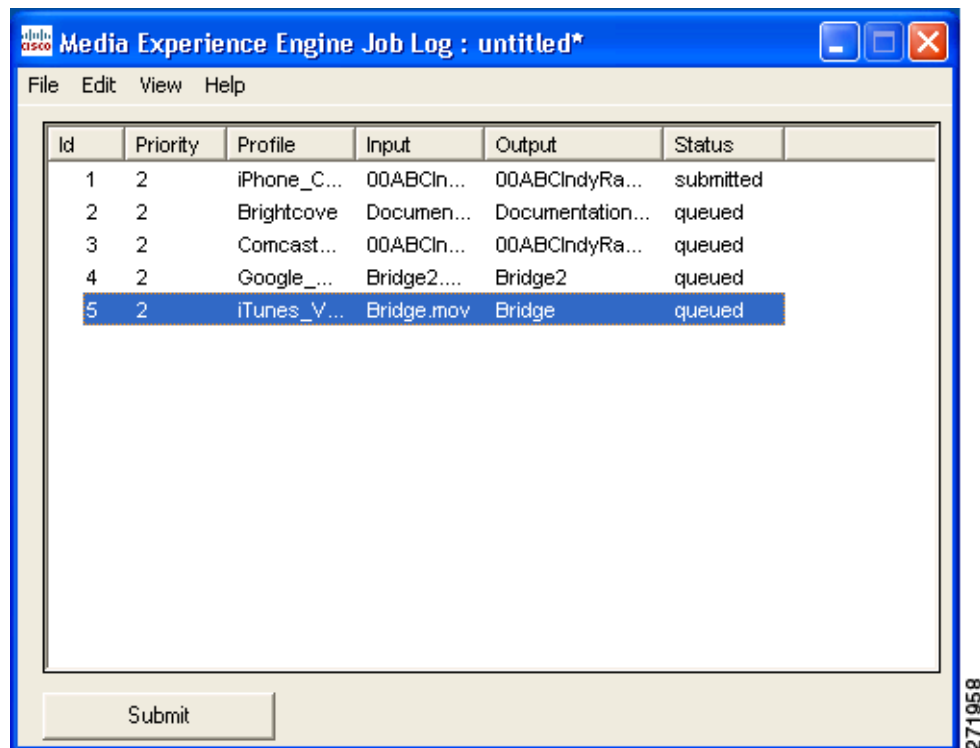 cisco Media Experience Engine Job Log : untitled*
File Edit View Help
Id Priority Profile Input Output Status
1 2 iPhone_C... 00ABCIn... 00ABCIndyRa... submitted
2 2 Brightcove Documen... Documentation... queued
3 2 Comcast... 00ABCIn... 00ABCIndyRa... queued
4 2 Google_... Bridge2.... Bridge2 queued
5 2 iTunes_V... Bridge.mov Bridge queued
Submit
271958